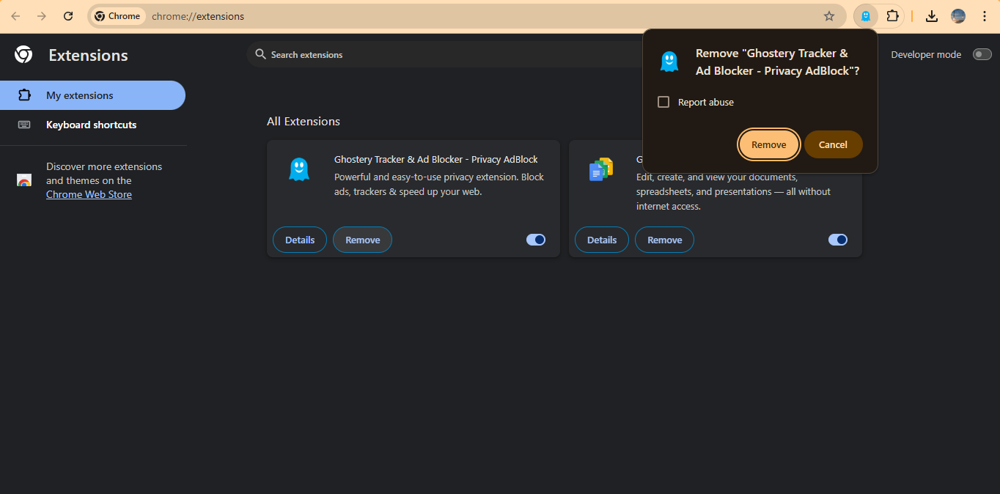 Chrome
chrome://extensions
Extensions
Search extensions
Developer mode
Remove "Ghostery Tracker &
Ad Blocker - Privacy AdBlock"?
Report abuse
Remove
Cancel
My extensions
Keyboard shortcuts
Discover more extensions
and themes on the
Chrome Web Store
All Extensions
Ghostery Tracker & Ad Blocker - Privacy AdBlock
Powerful and easy-to-use privacy extension. Block
ads, trackers & speed up your web.
Details
Remove
Edit, create, and view your documents,
spreadsheets, and presentations — all without
internet access.
Details
Remove